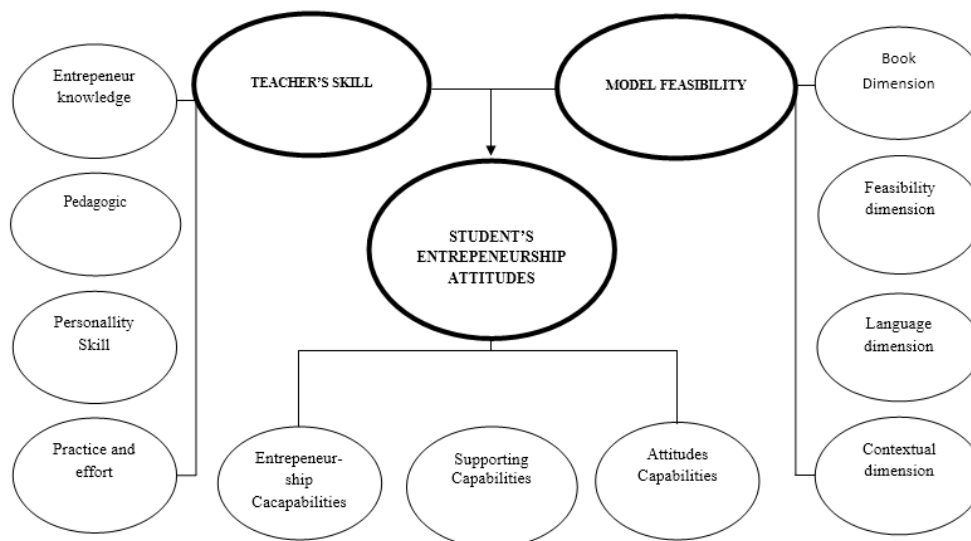 Entrepeneur
knowledge
TEACHER'S SKILL
MODEL FEASIBILITY
Book
Dimension
Pedagogic
Feasibility
dimension
STUDENT'S
ENTREPENEURSHIP
ATTITUDES
Personallity
Skill
Language
dimension
Practice and
effort
Entrepeneur-
ship
Cacapabilities
Supporting
Capabilities
Attitudes
Capabilities
Contextual
dimension